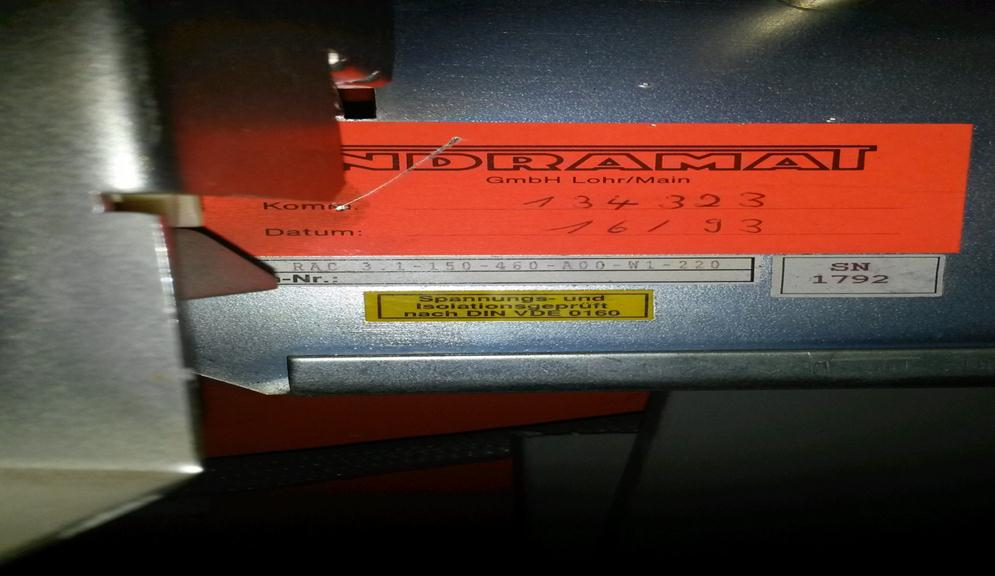 NDRAMAT
GmbH Lohr/Main
Komm.: 134323
Datum: 16/93
RAC 3.1-150-460-A00-W1-220
-Nr.:
SN
1792
Spannungs- und
Isolationsgeprüft
nach DIN VDE 0160